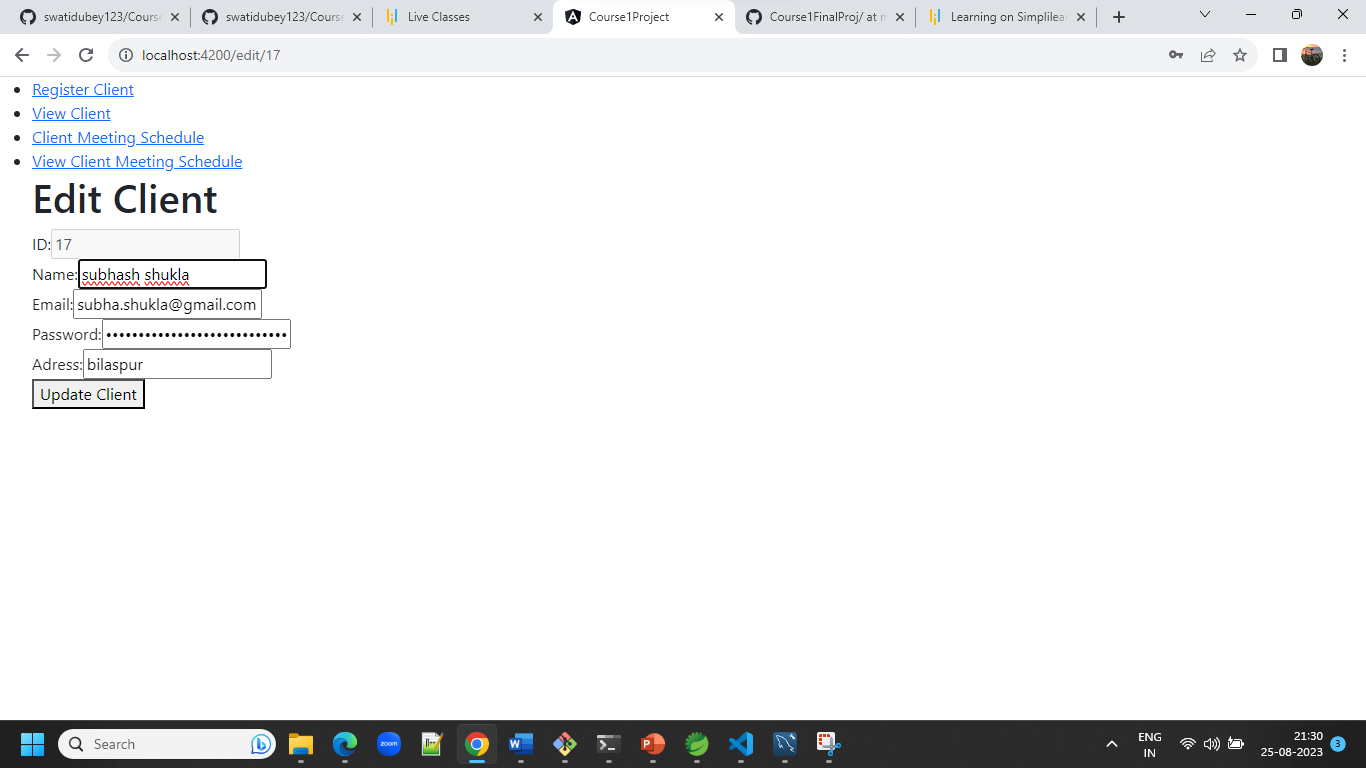 swatidubey123/Course
swatidubey123/Course
Live Classes
Course1Project
Course1FinalProj/ at m
Learning on Simplilear
localhost:4200/edit/17
Register Client
View Client
Client Meeting Schedule
View Client Meeting Schedule
Edit Client
ID: 17
Name: subhash shukla
Email: subha.shukla@gmail.com
Password: ••••••••••••••••••••••••••••
Adress: bilaspur
Update Client
Search
zoom
ENG
IN
21:30
25-08-2023
3